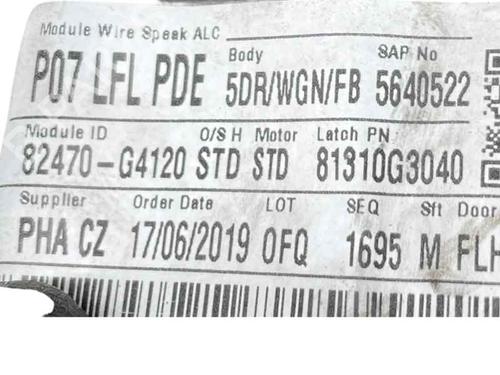 Module Wire Speak ALC
P07 LFL PDE Body 5DR/WGN/FB SAP No 5640522
Module ID O/S H Motor Latch PN
82470-G4120 STD STD 81310G3040
Supplier Order Date LOT SEQ Sft Door
PHA CZ 17/06/2019 0FQ 1695 M FLH